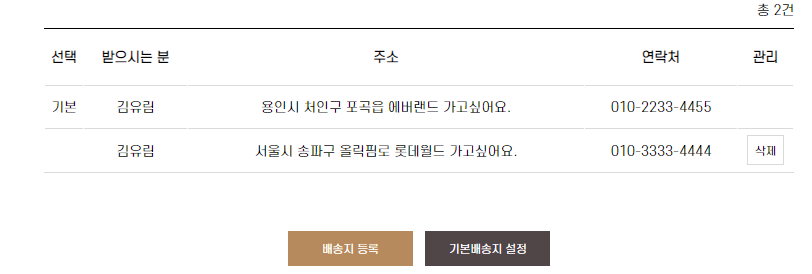 총 2건
선택 받으시는 분 주소 연락처 관리
기본 김유림 용인시 처인구 포곡읍 에버랜드 가고싶어요. 010-2233-4455
김유림 서울시 송파구 올릭핌로 롯데월드 가고싶어요. 010-3333-4444 삭제
배송지 등록 기본배송지 설정